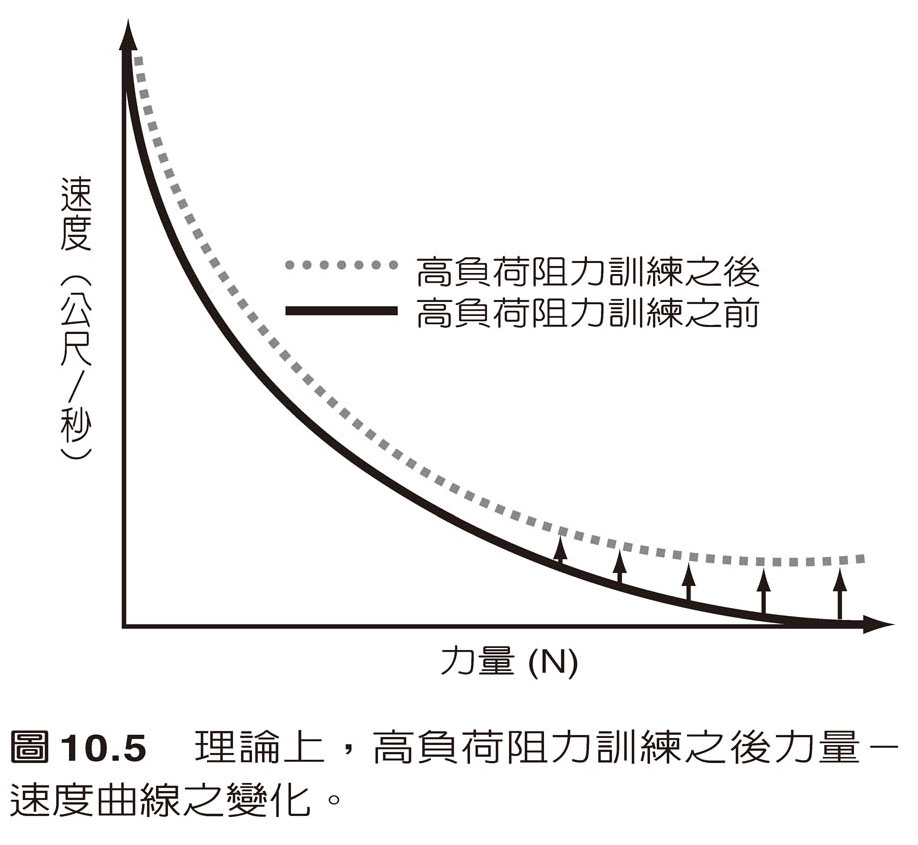 速度（公尺/秒）
高負荷阻力訓練之後
高負荷阻力訓練之前
力量 (N)
圖 10.5　理論上，高負荷阻力訓練之後力量－
速度曲線之變化。